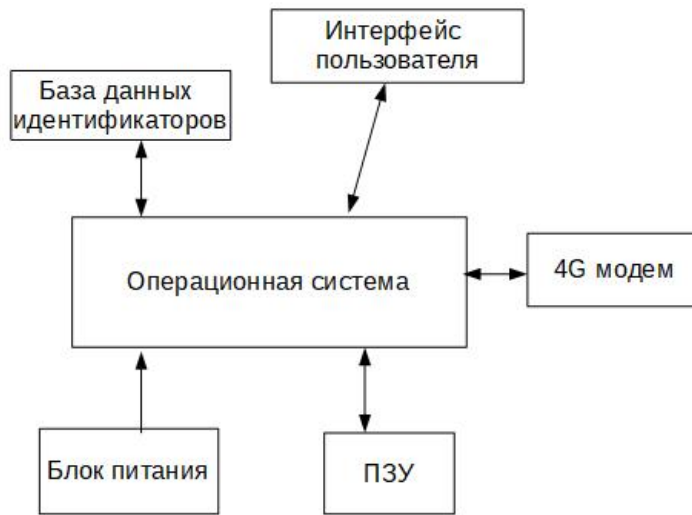 Интерфейс
пользователя
База данных
идентификаторов
Операционная система
4G модем
Блок питания
ПЗУ